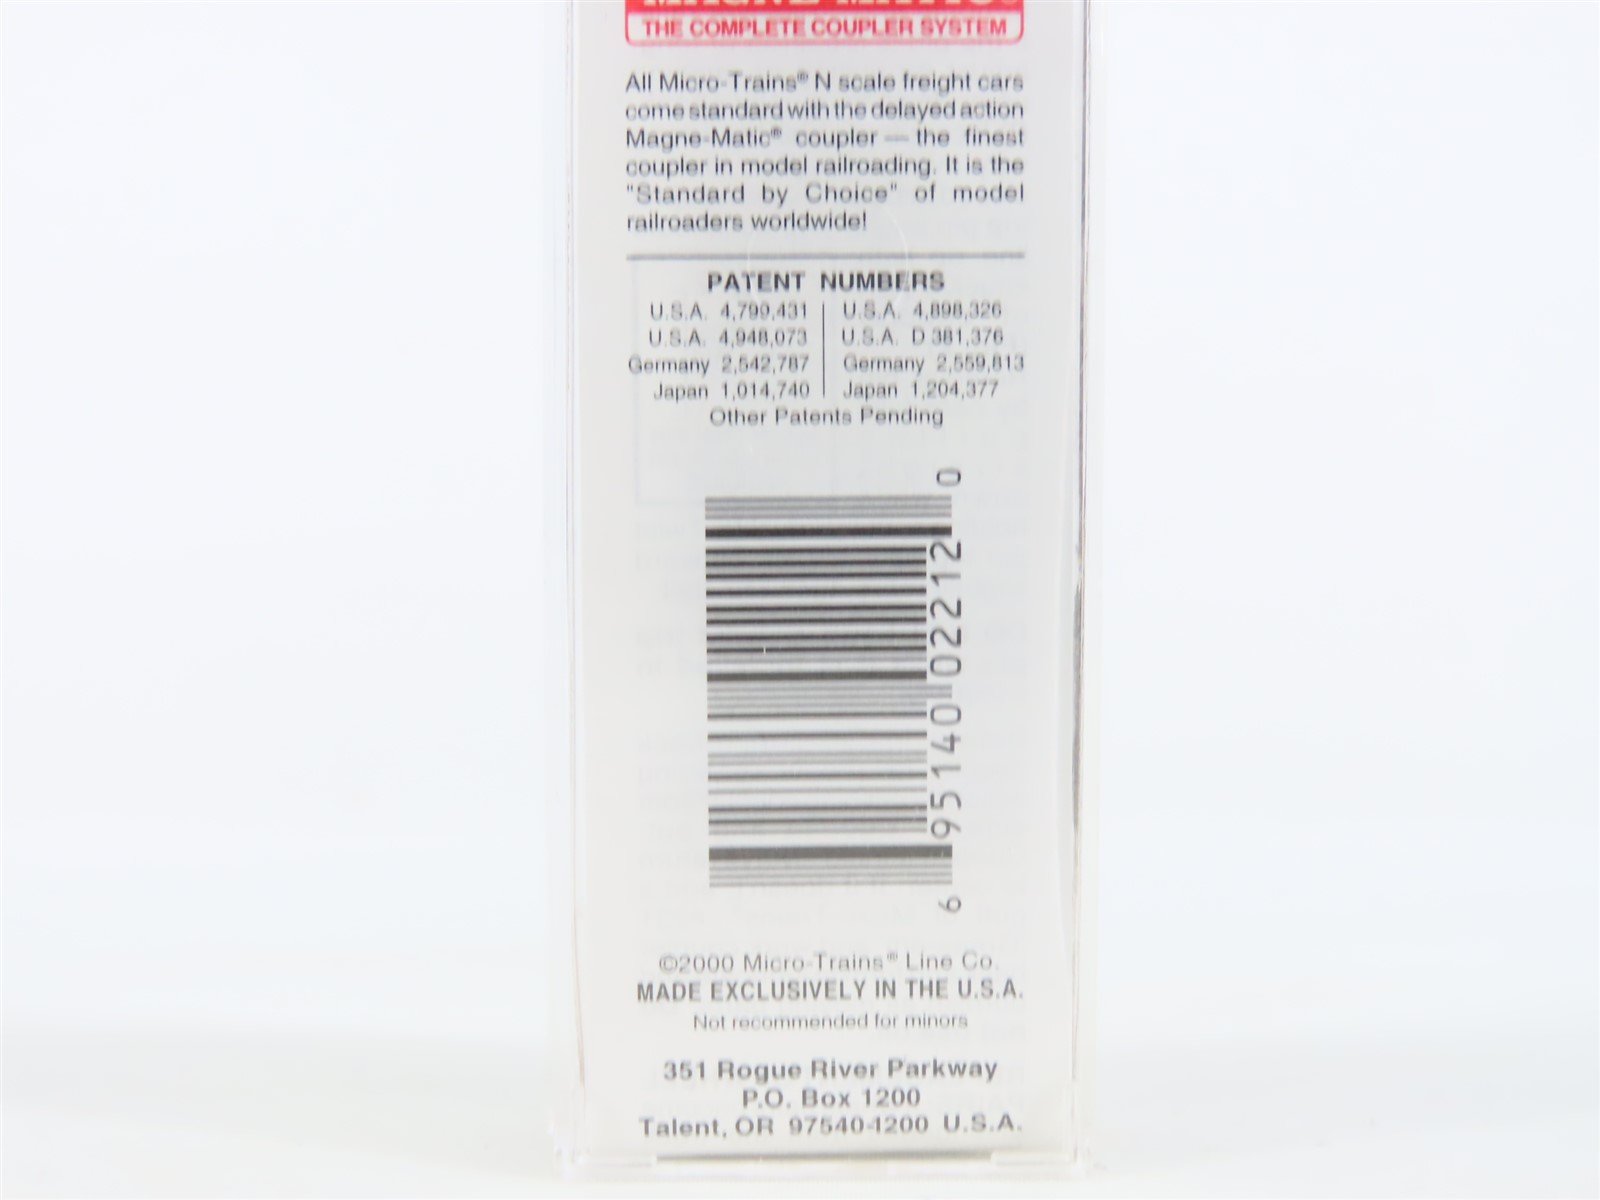 THE COMPLETE COUPLER SYSTEM
All Micro-Trains® N scale freight cars
come standard with the delayed action
Magne-Matic® coupler — the finest
coupler in model railroading. It is the
"Standard by Choice" of model
railroaders worldwide!
PATENT NUMBERS
U.S.A. 4,799,431 | U.S.A. 4,898,326
U.S.A. 4,948,073 | U.S.A. D 381,376
Germany 2,542,787 | Germany 2,559,813
Japan 1,014,740 | Japan 1,204,377
Other Patents Pending
6 95140 02212 0
©2000 Micro-Trains® Line Co.
MADE EXCLUSIVELY IN THE U.S.A.
Not recommended for minors
351 Rogue River Parkway
P.O. Box 1200
Talent, OR 97540-1200 U.S.A.